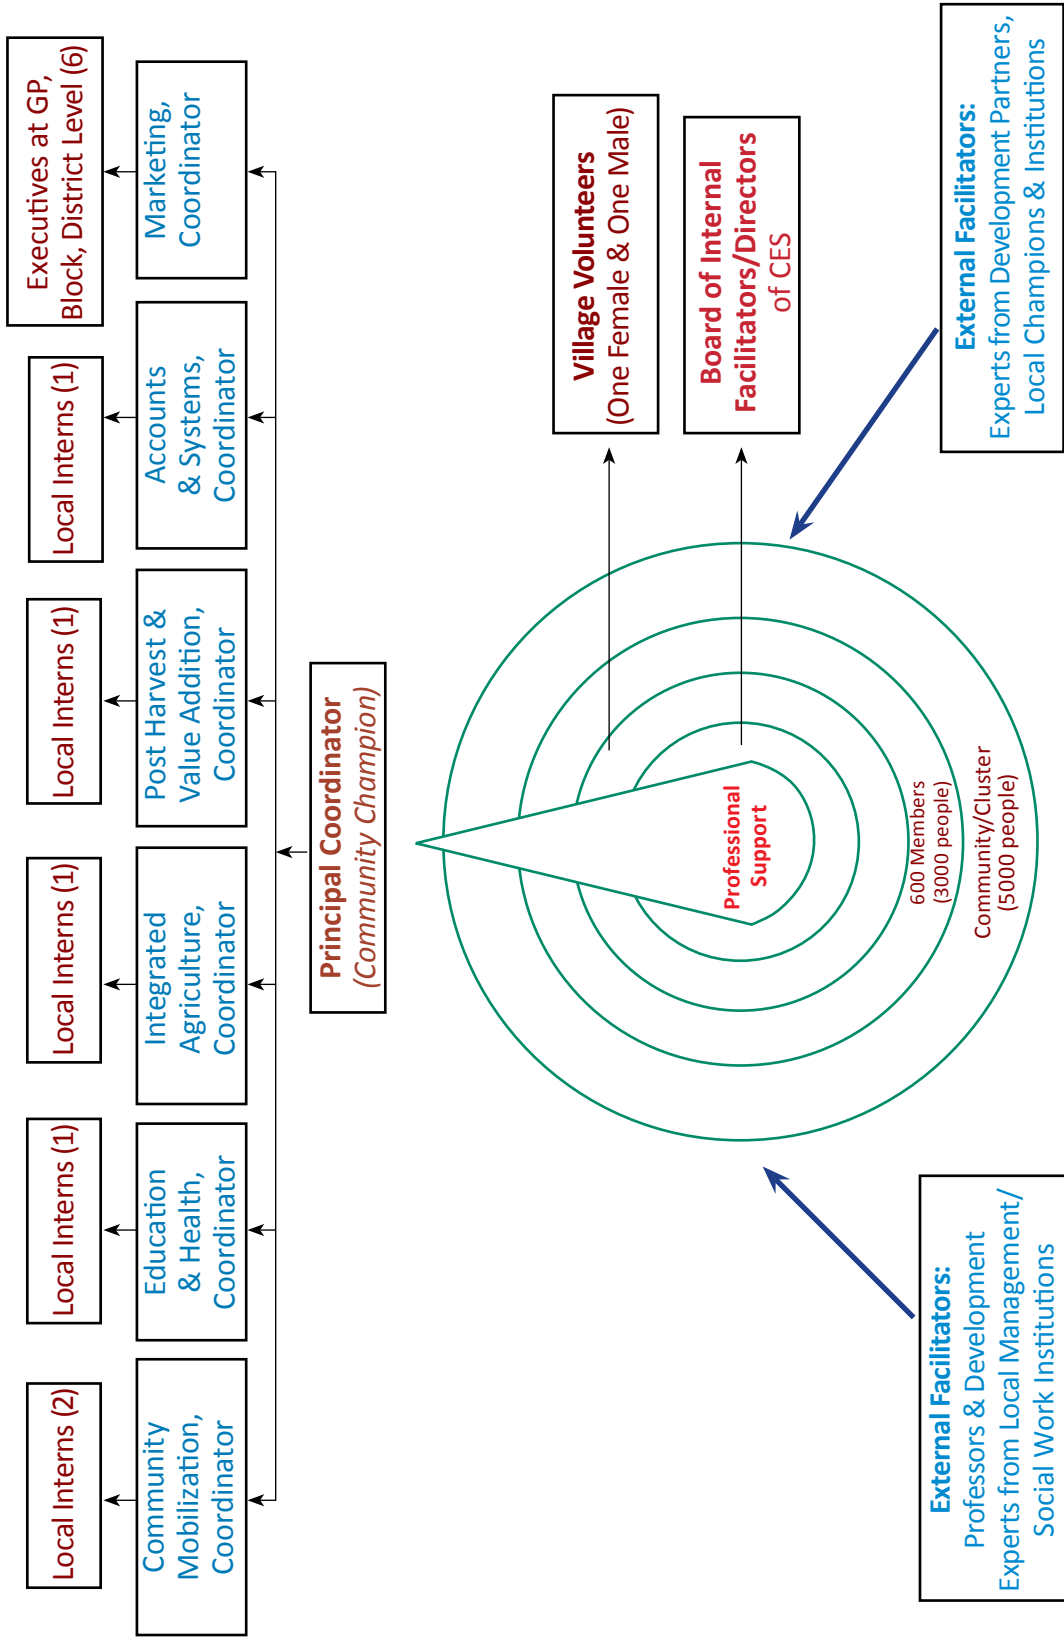 Local Interns (2)
Local Interns (1)
Local Interns (1)
Local Interns (1)
Local Interns (1)
Executives at GP,
Block, District Level (6)
Community
Mobilization,
Coordinator
Education
& Health,
Coordinator
Integrated
Agriculture,
Coordinator
Post Harvest &
Value Addition,
Coordinator
Accounts
& Systems,
Coordinator
Marketing,
Coordinator
Principal Coordinator
(Community Champion)
Village Volunteers
(One Female & One Male)
Board of Internal
Facilitators/Directors
of CES
Professional
Support
600 Members
(3000 people)
Community/Cluster
(5000 people)
External Facilitators:
Professors & Development
Experts from Local Management/
Social Work Institutions
External Facilitators:
Experts from Development Partners,
Local Champions & Institutions